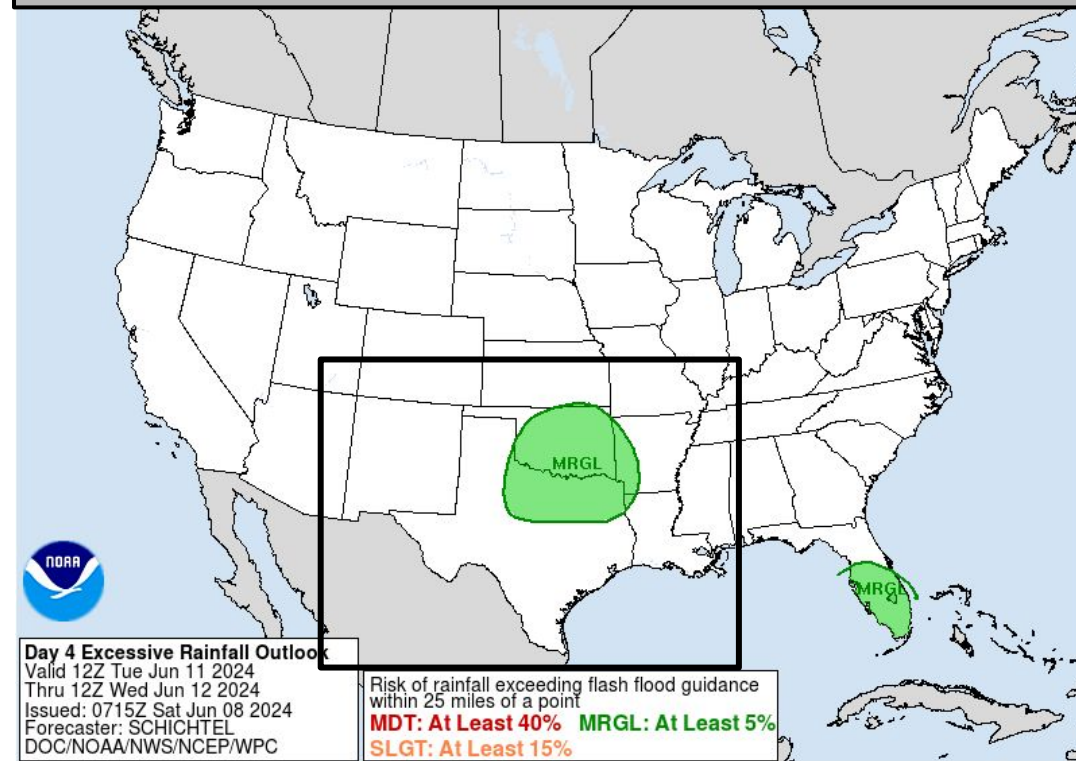 MRGL
MRGL
NOAA
Day 4 Excessive Rainfall Outlook
Valid 12Z Tue Jun 11 2024
Thru 12Z Wed Jun 12 2024
Issued: 0715Z Sat Jun 08 2024
Forecaster: SCHICHTEL
DOC/NOAA/NWS/NCEP/WPC
Risk of rainfall exceeding flash flood guidance
within 25 miles of a point
MDT: At Least 40% MRGL: At Least 5%
SLGT: At Least 15%